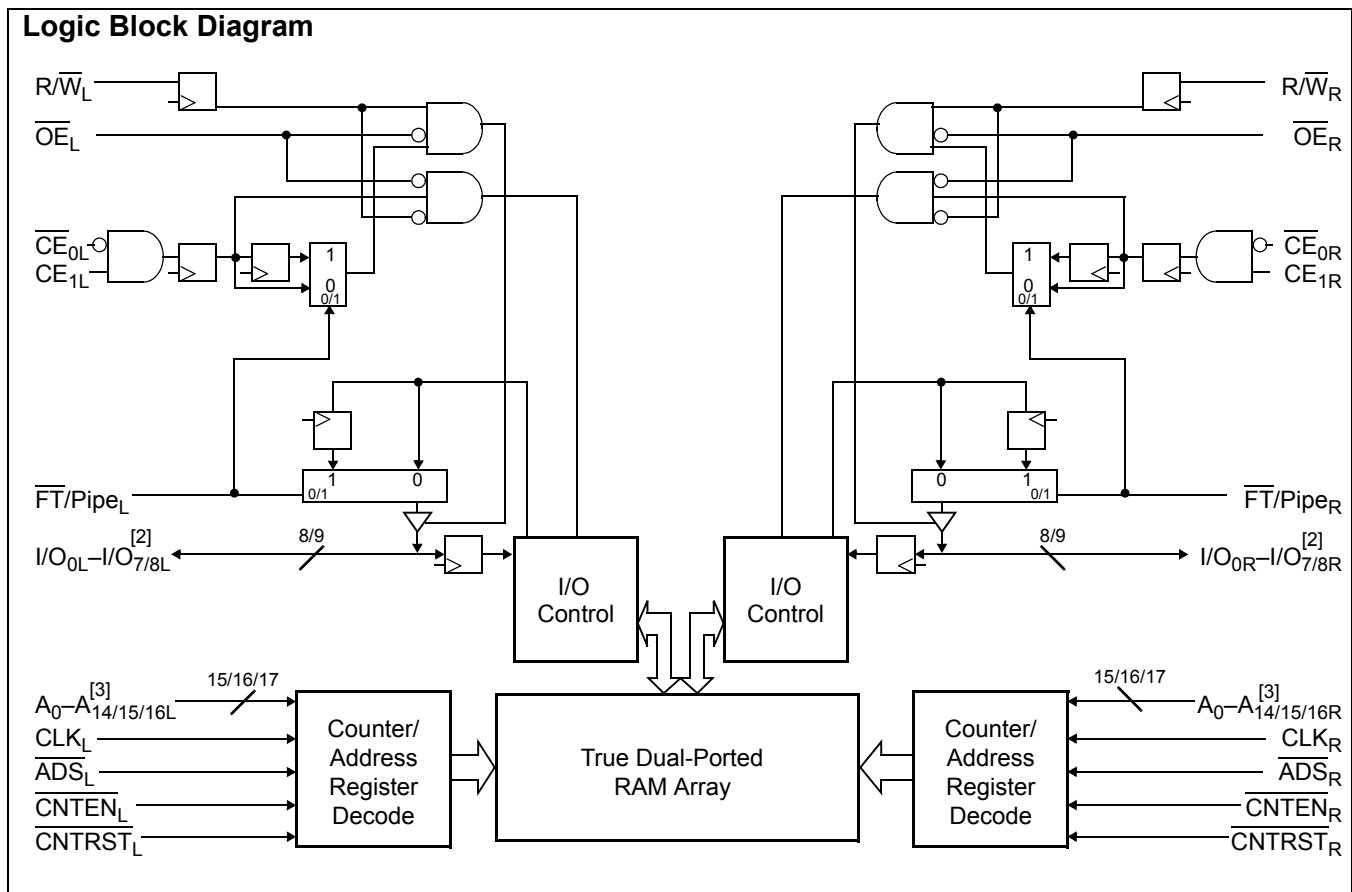 Logic Block Diagram
R/W̅L R/W̅R
O̅E̅L O̅E̅R
C̅E̅0L C̅E̅0R
CE1L CE1R
1 1
0 0
0/1 0/1
1 0 0 1
0/1 0/1
F̅T̅/PipeL F̅T̅/PipeR
I/O0L–I/O7/8L[2] 8/9 8/9 I/O0R–I/O7/8R[2]
I/O
Control
I/O
Control
A0–A14/15/16L[3] 15/16/17 15/16/17 A0–A14/15/16R[3]
CLKL CLKR
A̅D̅S̅L A̅D̅S̅R
C̅N̅T̅E̅N̅L C̅N̅T̅E̅N̅R
C̅N̅T̅R̅S̅T̅L C̅N̅T̅R̅S̅T̅R
Counter/
Address
Register
Decode
True Dual-Ported
RAM Array
Counter/
Address
Register
Decode